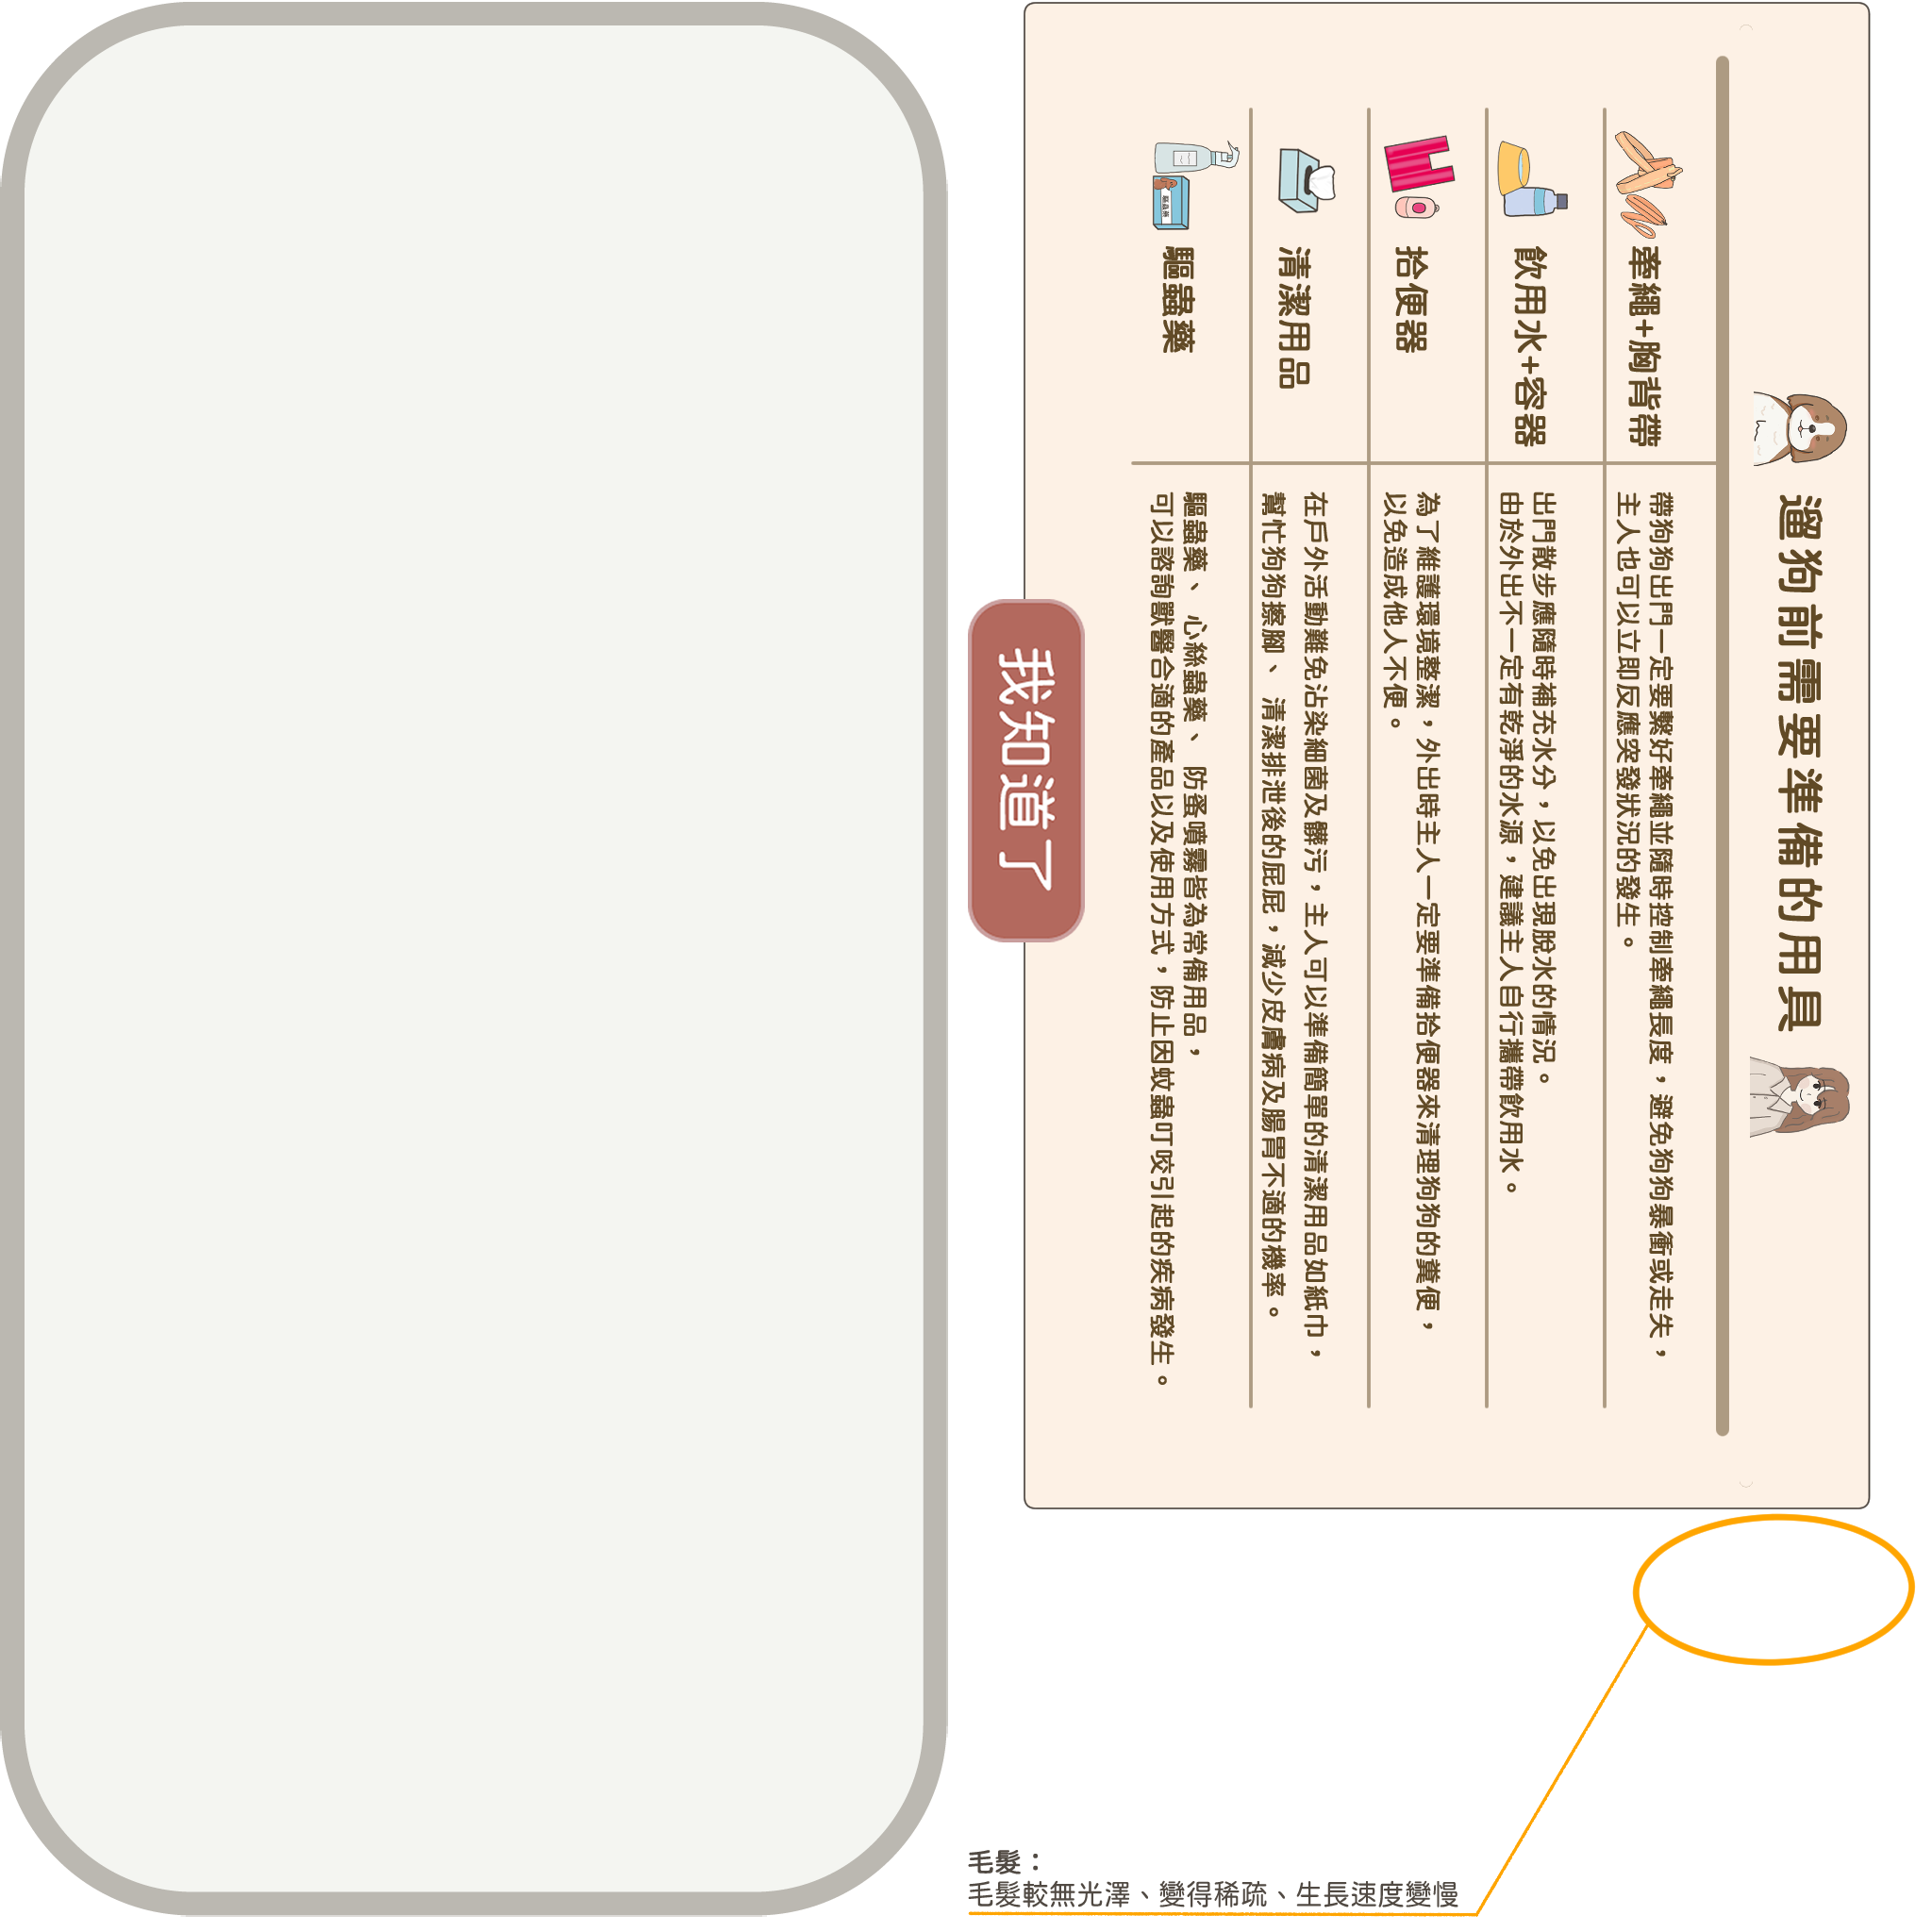 遛狗前需要準備的用具
牽繩+胸背帶
帶狗狗出門一定要繫好牽繩並隨時控制牽繩長度，避免狗狗暴衝或走失，
主人也可以立即反應突發狀況的發生。
飲用水+容器
出門散步應隨時補充水分，以免出現脫水的情況。
由於外出不一定有乾淨的水源，建議主人自行攜帶飲用水。
拾便器
為了維護環境整潔，外出時主人一定要準備拾便器來清理狗狗的糞便，
以免造成他人不便。
清潔用品
在戶外活動難免沾染細菌及髒污，主人可以準備簡單的清潔用品如紙巾，
幫忙狗狗擦腳、清潔排泄後的屁屁，減少皮膚病及腸胃不適的機率。
驅蟲藥
驅蟲藥
驅蟲藥、心絲蟲藥、防蚤噴霧皆為常備用品，
可以諮詢獸醫合適的產品以及使用方式，防止因蚊蟲叮咬引起的疾病發生。
我知道了
毛髮：
毛髮較無光澤、變得稀疏、生長速度變慢